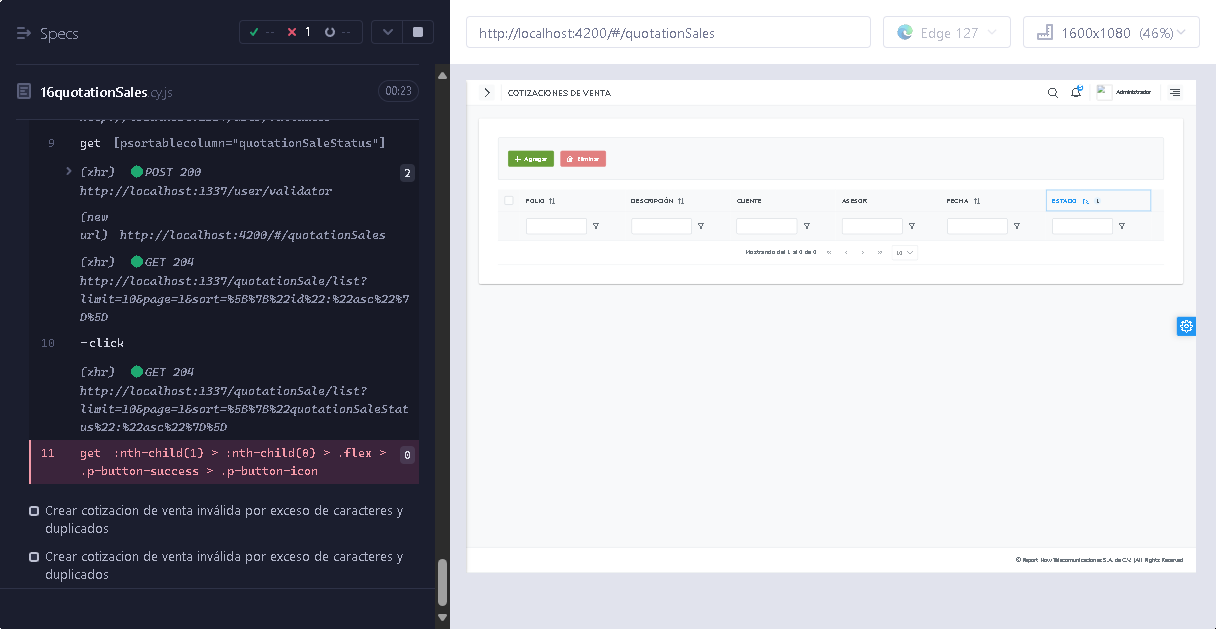 Specs
-- 1 --
16quotationSales.cy.js
00:23
9 get [psortablecolumn="quotationSaleStatus"]
(xhr) POST 200 2
http://localhost:1337/user/validator
(new
url) http://localhost:4200/#/quotationSales
(xhr) GET 204
http://localhost:1337/quotationSale/list?
limit=10&page=1&sort=%5B%7B%22id%22:%22asc%22%7
D%5D
10 -click
(xhr) GET 204
http://localhost:1337/quotationSale/list?
limit=10&page=1&sort=%5B%7B%22quotationSaleStat
us%22:%22asc%22%7D%5D
11 get :nth-child(1) > :nth-child(8) > .flex > 0
.p-button-success > .p-button-icon
Crear cotizacion de venta inválida por exceso de caracteres y
duplicados
Crear cotizacion de venta inválida por exceso de caracteres y
duplicados
http://localhost:4200/#/quotationSales
Edge 127
1600x1080 (46%)
COTIZACIONES DE VENTA
Administrador
Agregar
Eliminar
FOLIO DESCRIPCIÓN CLIENTE ASESOR FECHA ESTADO 1
Mostrando del 1 al 0 de 0
10
© Report Now Telecomunicaciones S.A. de C.V. | All Rights Reserved